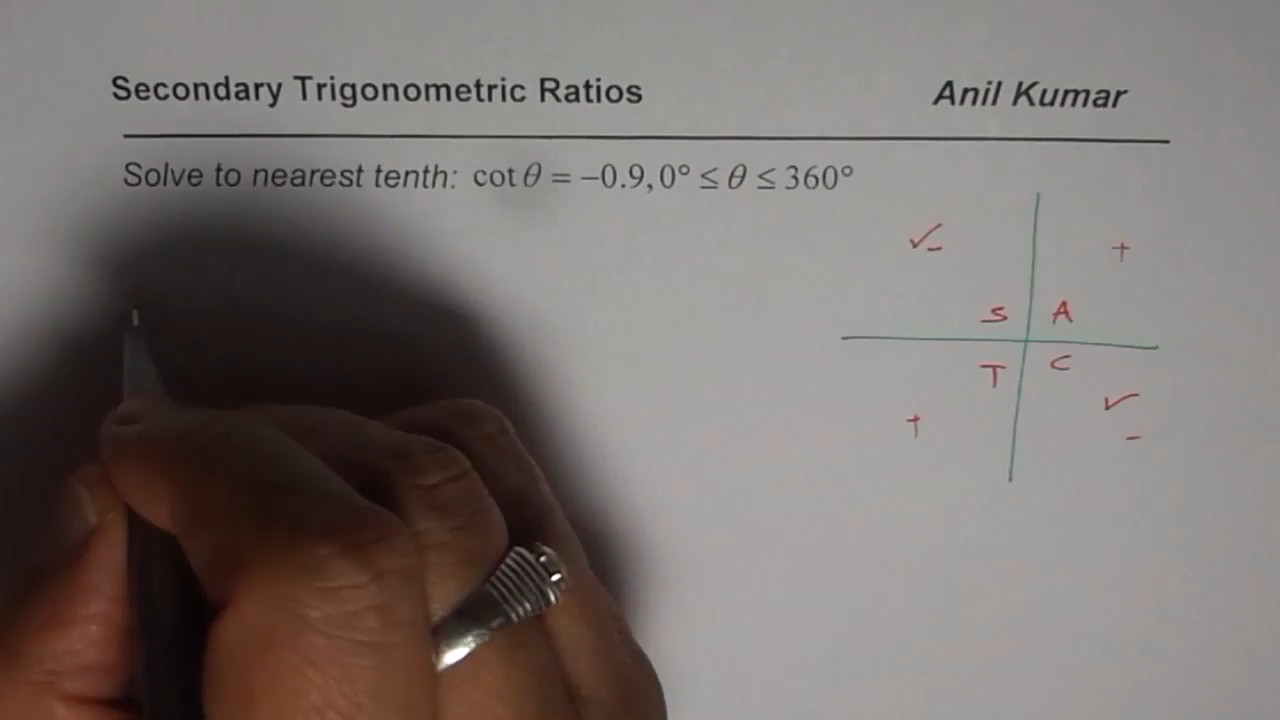 Secondary Trigonometric Ratios Anil Kumar
Solve to nearest tenth: cot θ = −0.9, 0° ≤ θ ≤ 360°
✓− +
S A
T C
+ ✓
−